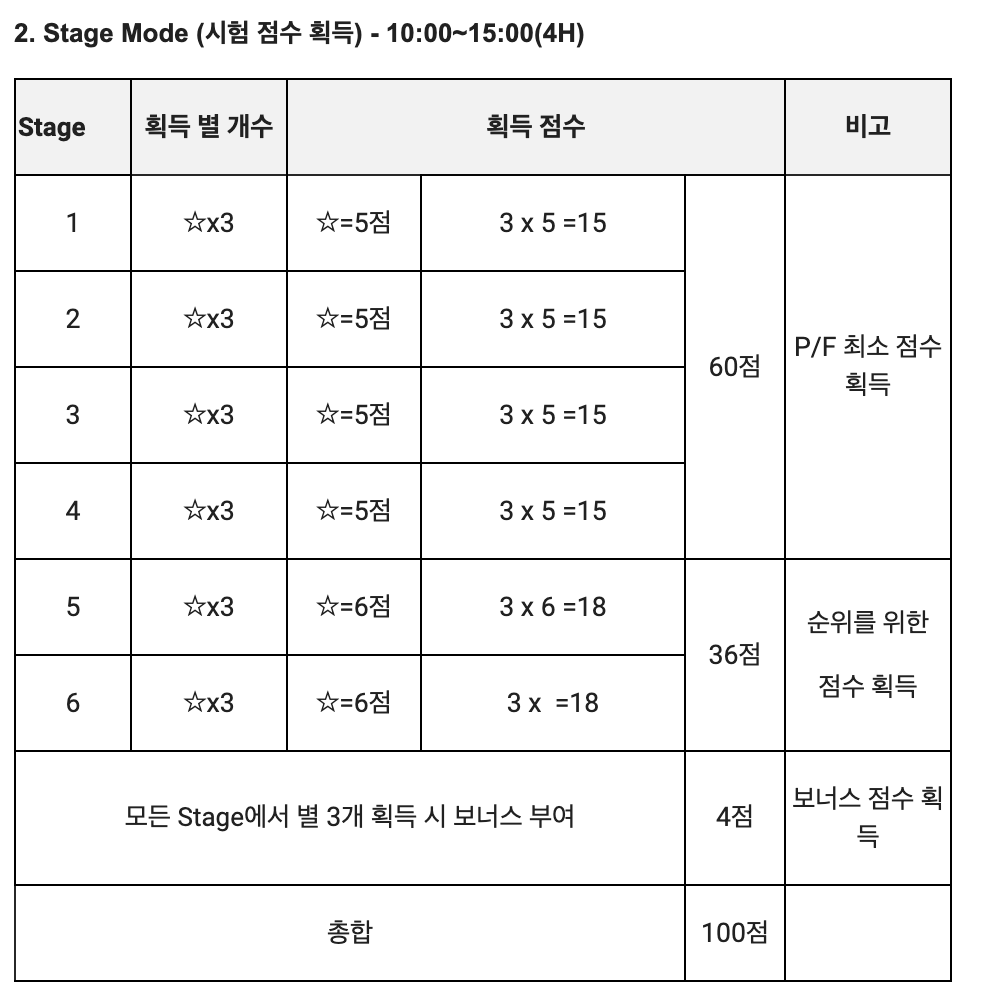 2. Stage Mode (시험 점수 획득) - 10:00~15:00(4H)
Stage 획득 별 개수 획득 점수 비고
1 ☆x3 ☆=5점 3 x 5 =15
2 ☆x3 ☆=5점 3 x 5 =15
60점
P/F 최소 점수
획득
3 ☆x3 ☆=5점 3 x 5 =15
4 ☆x3 ☆=5점 3 x 5 =15
5 ☆x3 ☆=6점 3 x 6 =18
36점
순위를 위한
점수 획득
6 ☆x3 ☆=6점 3 x  =18
모든 Stage에서 별 3개 획득 시 보너스 부여 4점
보너스 점수 획
득
총합 100점